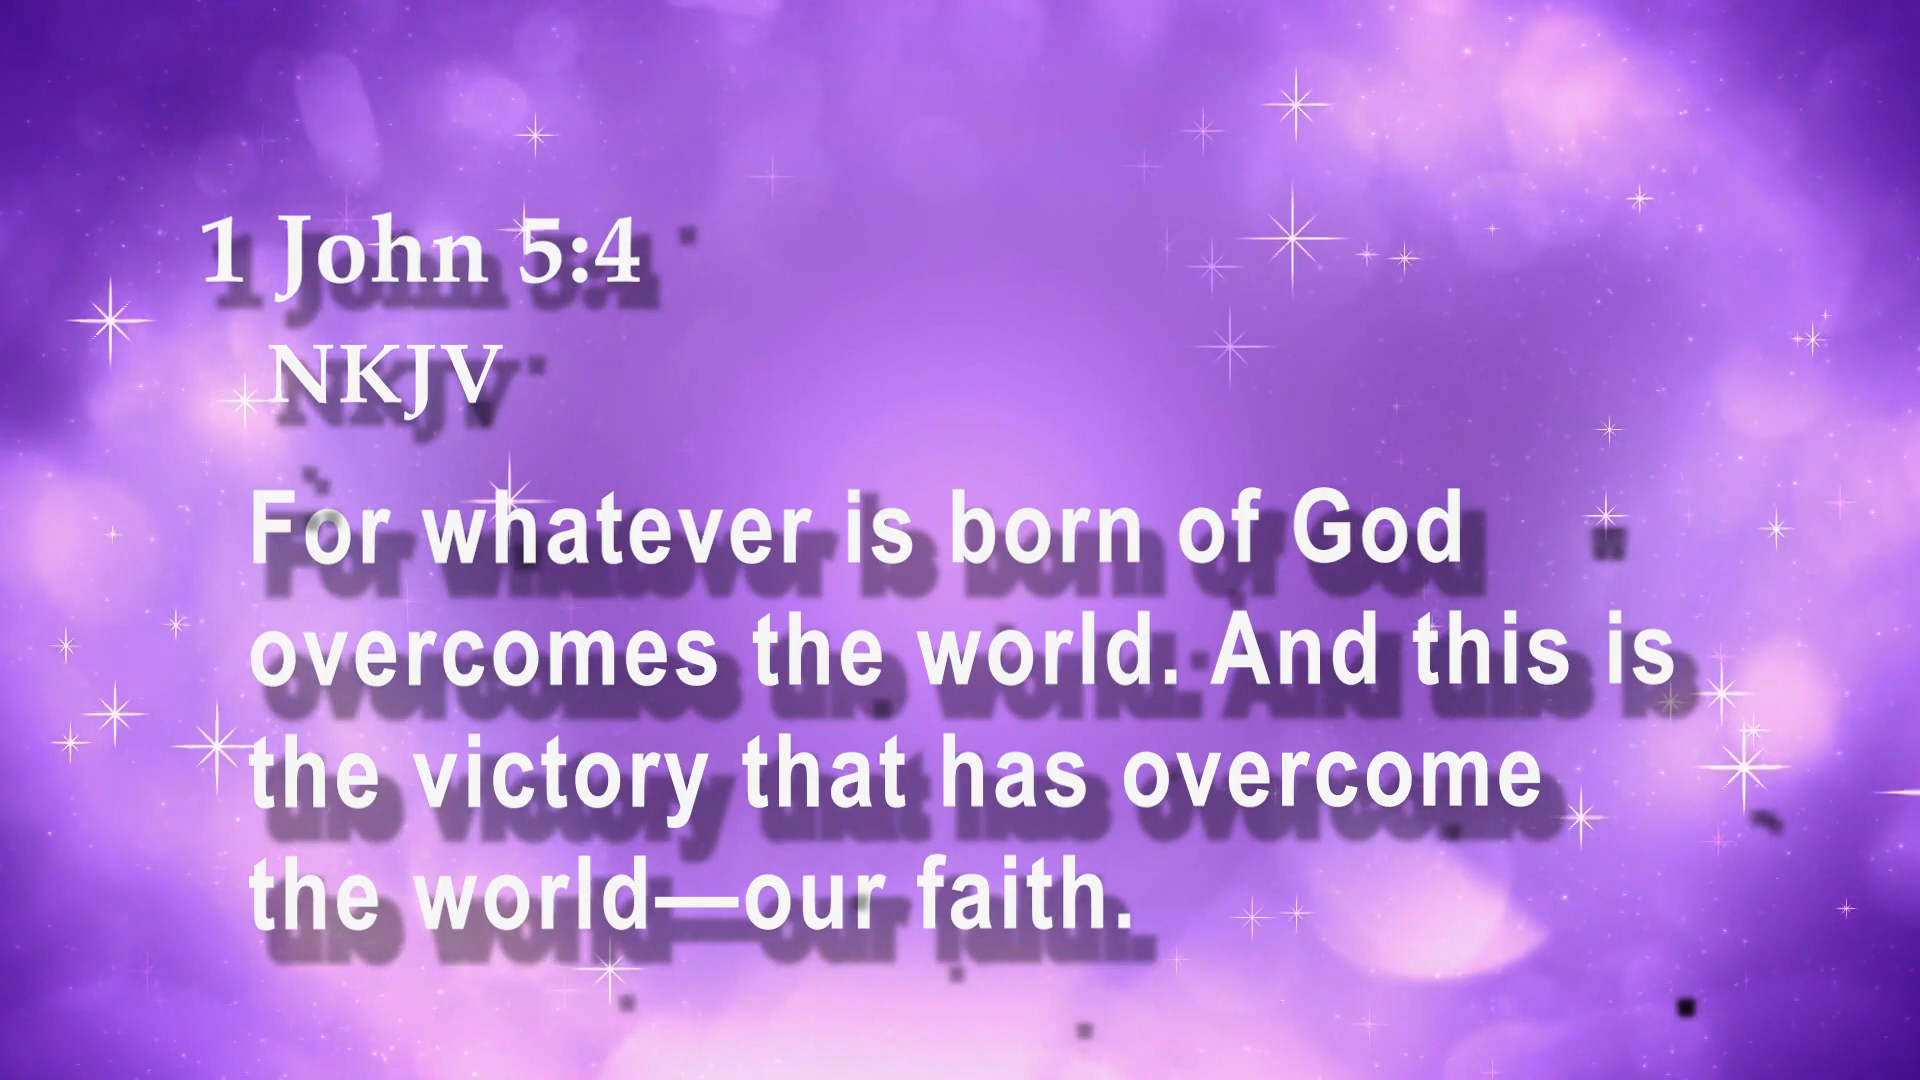 1 John 5:4
NKJV
For whatever is born of God
overcomes the world. And this is
the victory that has overcome
the world—our faith.